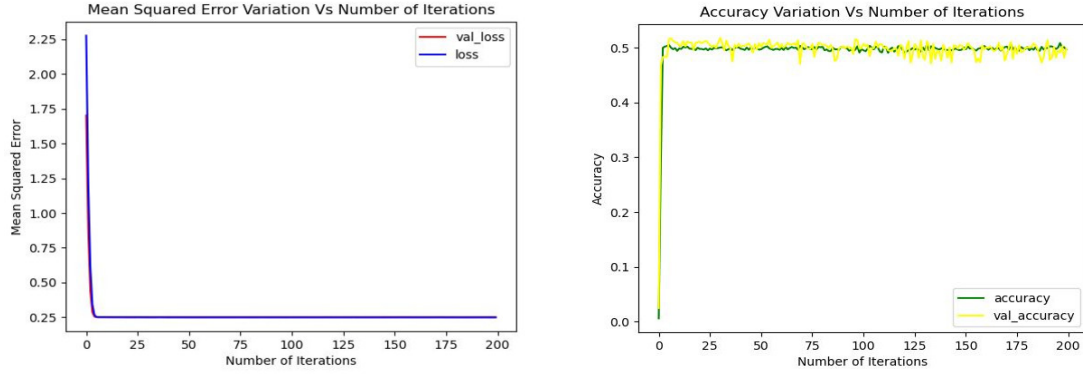 Mean Squared Error Variation Vs Number of Iterations
2.25
2.00
1.75
1.50
1.25
1.00
0.75
0.50
0.25
Mean Squared Error
val_loss
loss
0 25 50 75 100 125 150 175 200
Number of Iterations
Accuracy Variation Vs Number of Iterations
0.5
0.4
0.3
0.2
0.1
0.0
Accuracy
accuracy
val_accuracy
0 25 50 75 100 125 150 175 200
Number of Iterations